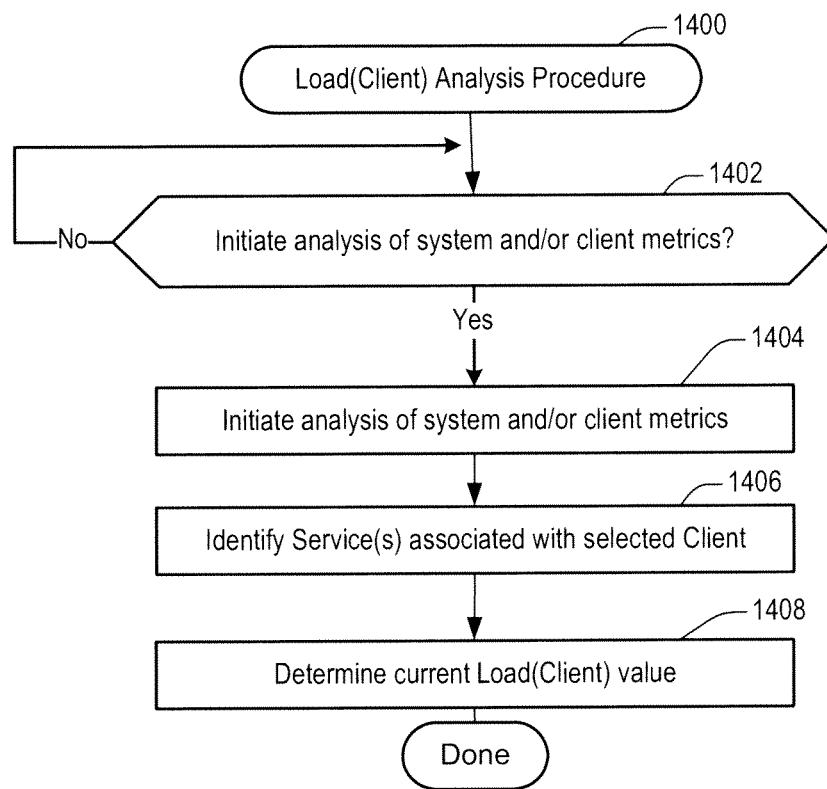 1400
Load(Client) Analysis Procedure
1402
Initiate analysis of system and/or client metrics?
No
Yes
1404
Initiate analysis of system and/or client metrics
1406
Identify Service(s) associated with selected Client
1408
Determine current Load(Client) value
Done